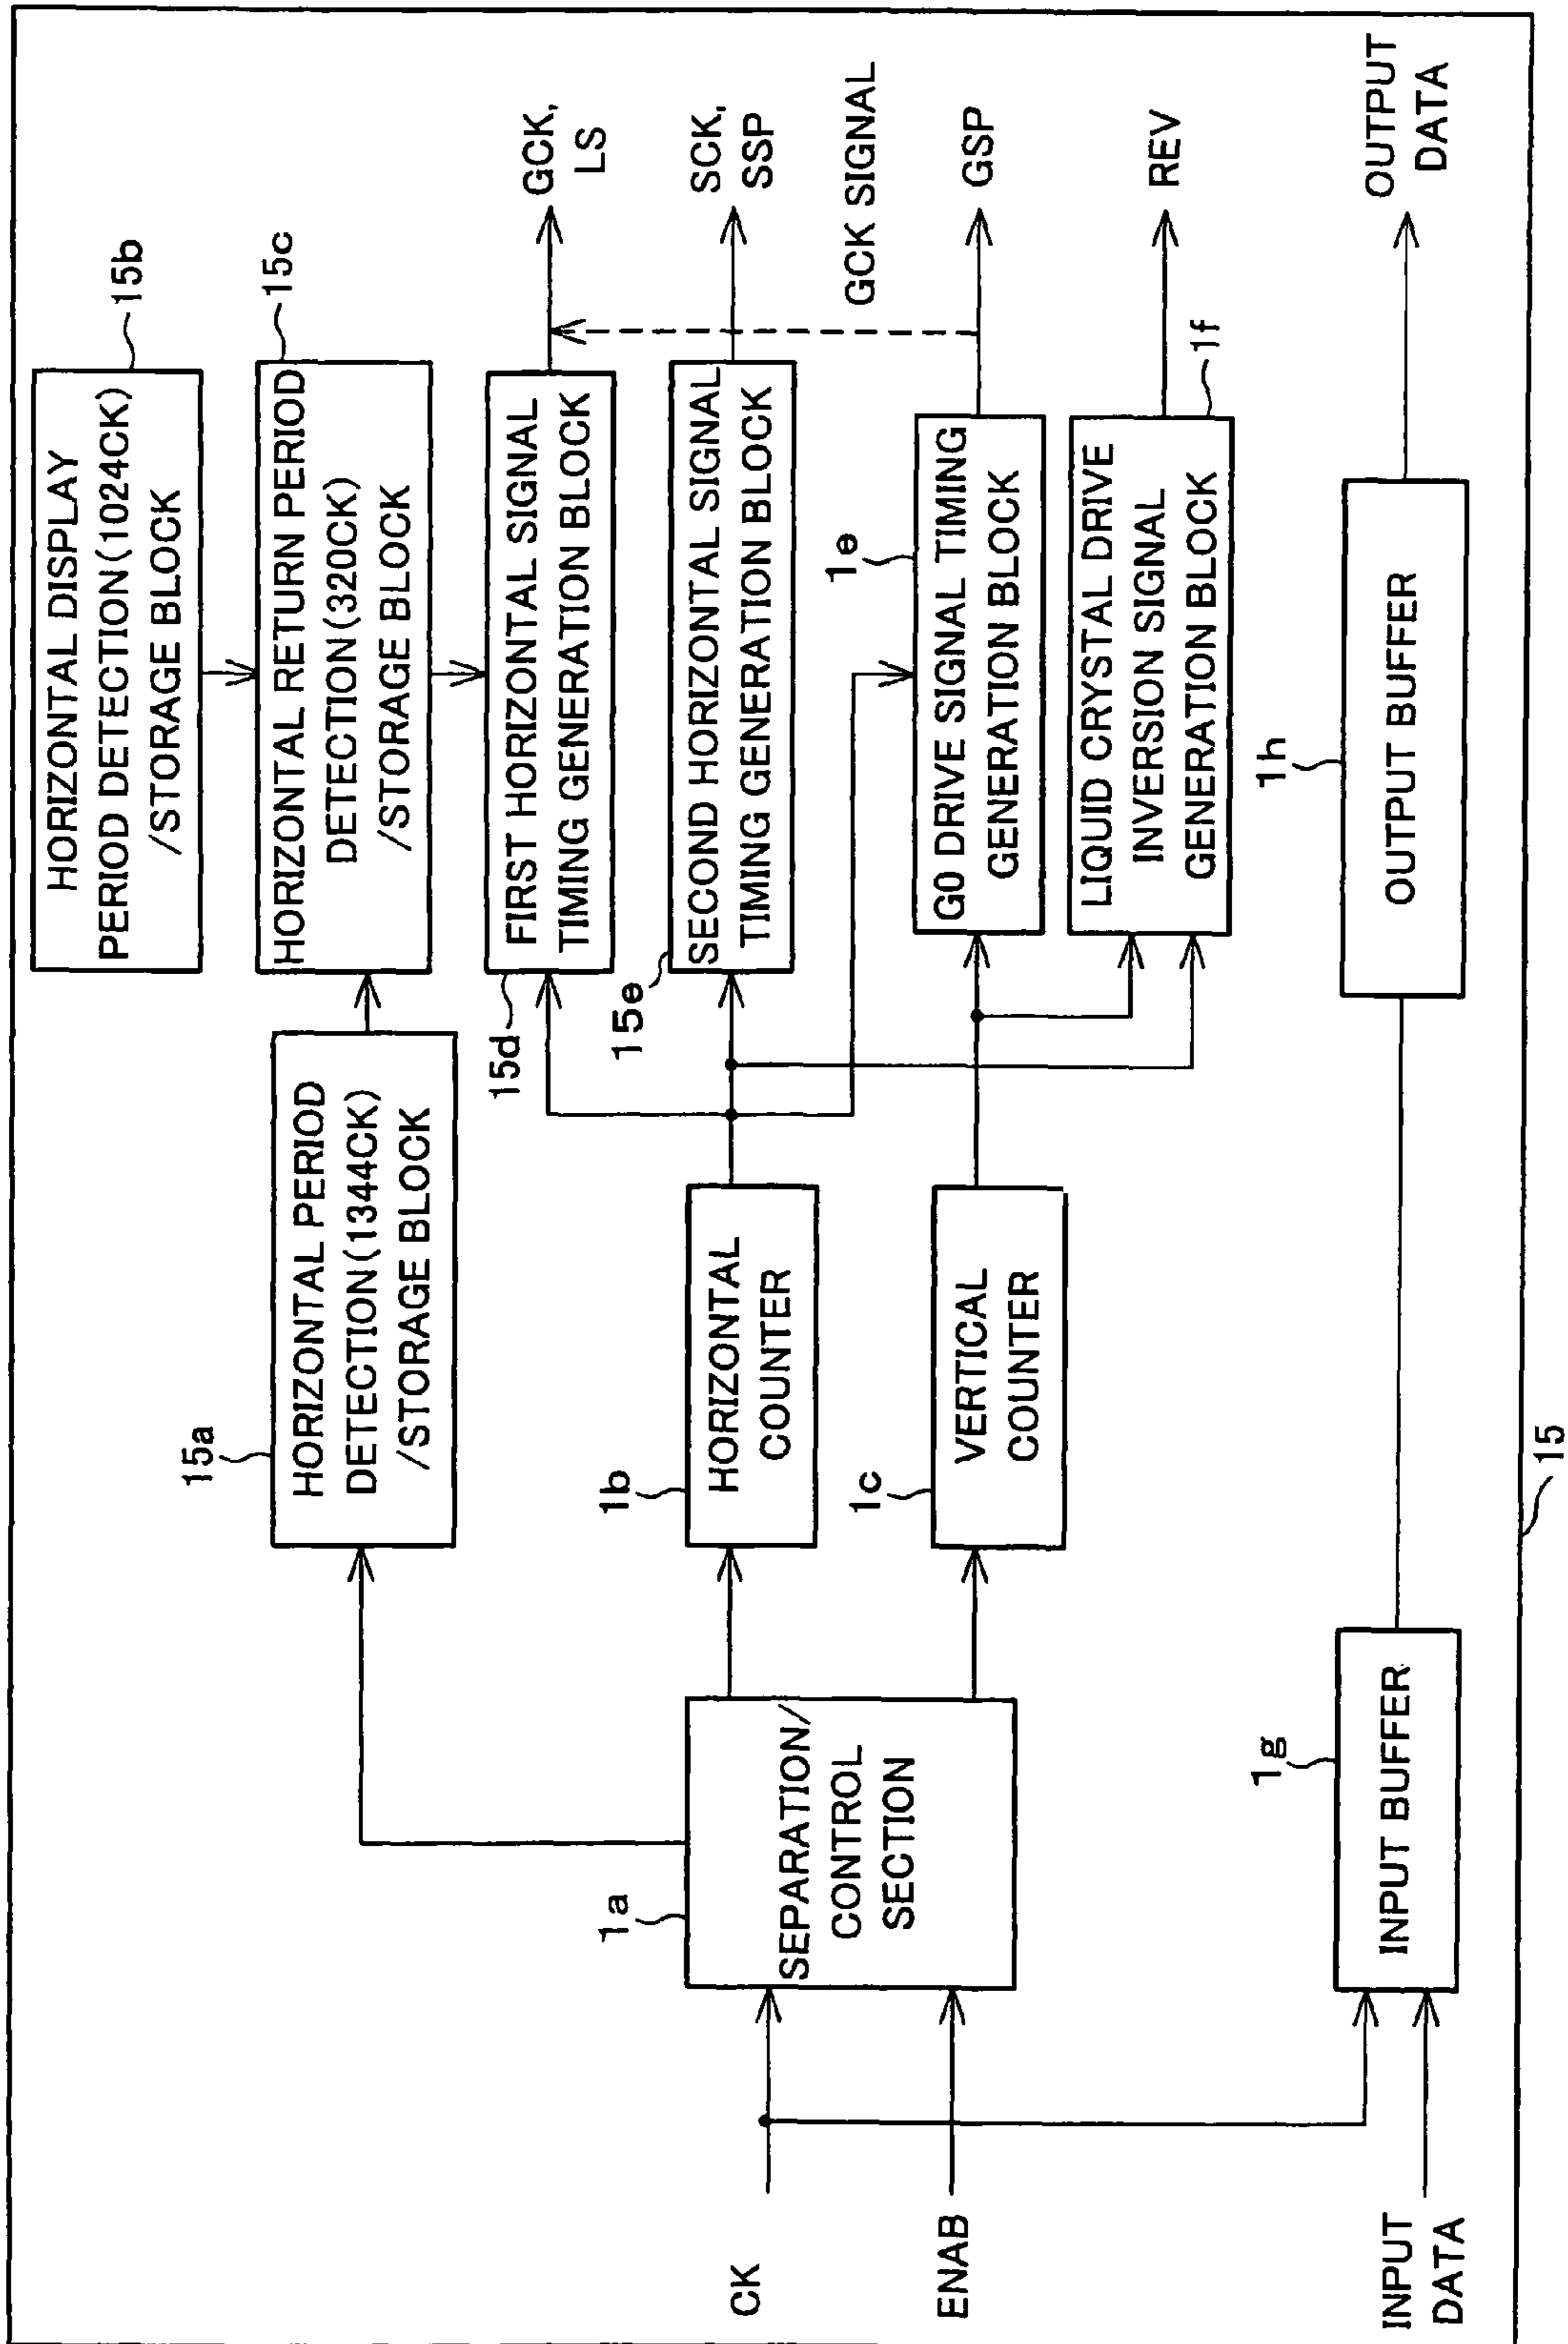 CK
ENAB
INPUT
DATA
1a
SEPARATION/
CONTROL
SECTION
1g
INPUT BUFFER
15a
HORIZONTAL PERIOD
DETECTION(1344CK)
/STORAGE BLOCK
1b
HORIZONTAL
COUNTER
1c
VERTICAL
COUNTER
HORIZONTAL DISPLAY
PERIOD DETECTION(1024CK)
/STORAGE BLOCK
15b
HORIZONTAL RETURN PERIOD
DETECTION(320CK)
/STORAGE BLOCK
15c
15d
FIRST HORIZONTAL SIGNAL
TIMING GENERATION BLOCK
GCK,
LS
15e
SECOND HORIZONTAL SIGNAL
TIMING GENERATION BLOCK
SCK,
SSP
GCK SIGNAL
1e
G0 DRIVE SIGNAL TIMING
GENERATION BLOCK
GSP
LIQUID CRYSTAL DRIVE
INVERSION SIGNAL
GENERATION BLOCK
1f
REV
1h
OUTPUT BUFFER
OUTPUT
DATA
15